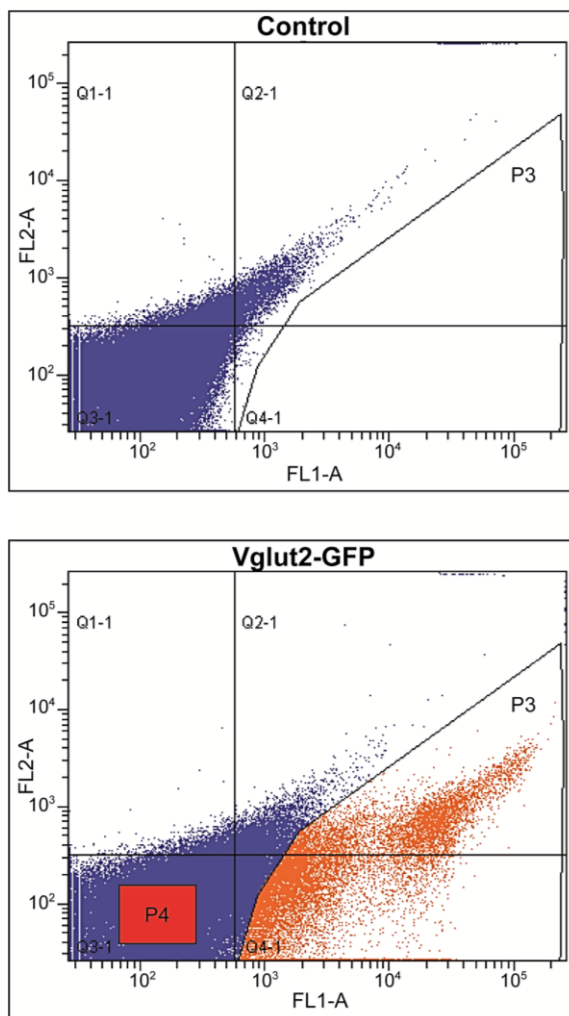 Control
10⁵
Q1-1
Q2-1
10⁴
P3
FL2-A
10³
10²
Q3-1
Q4-1
10²
10³
10⁴
10⁵
FL1-A
Vglut2-GFP
10⁵
Q1-1
Q2-1
10⁴
P3
FL2-A
10³
10²
P4
Q3-1
Q4-1
10²
10³
10⁴
10⁵
FL1-A